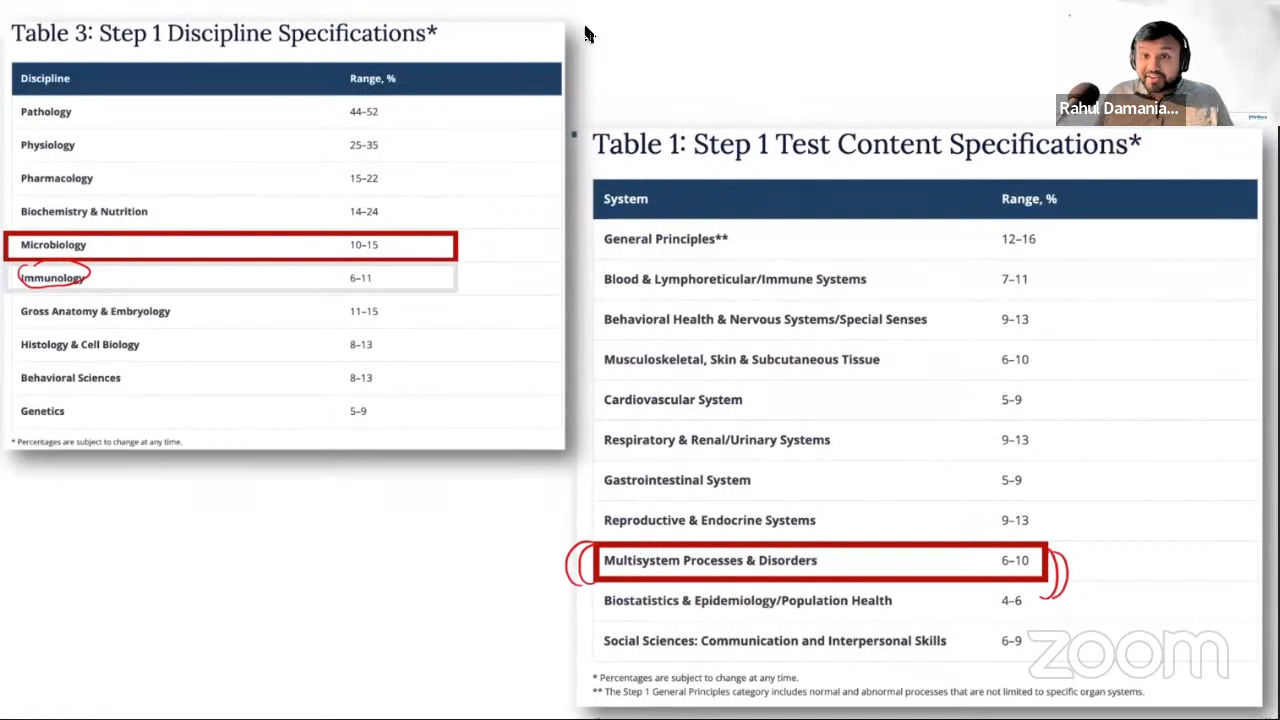 Table 3: Step 1 Discipline Specifications*
Discipline Range, %
Pathology 44–52
Physiology 25–35
Pharmacology 15–22
Biochemistry & Nutrition 14–24
Microbiology 10–15
Immunology 6–11
Gross Anatomy & Embryology 11–15
Histology & Cell Biology 8–13
Behavioral Sciences 8–13
Genetics 5–9
* Percentages are subject to change at any time.
Rahul Damania...
Table 1: Step 1 Test Content Specifications*
System Range, %
General Principles** 12–16
Blood & Lymphoreticular/Immune Systems 7–11
Behavioral Health & Nervous Systems/Special Senses 9–13
Musculoskeletal, Skin & Subcutaneous Tissue 6–10
Cardiovascular System 5–9
Respiratory & Renal/Urinary Systems 9–13
Gastrointestinal System 5–9
Reproductive & Endocrine Systems 9–13
Multisystem Processes & Disorders 6–10
Biostatistics & Epidemiology/Population Health 4–6
Social Sciences: Communication and Interpersonal Skills 6–9
* Percentages are subject to change at any time.
** The Step 1 General Principles category includes normal and abnormal processes that are not limited to specific organ systems.
zoom